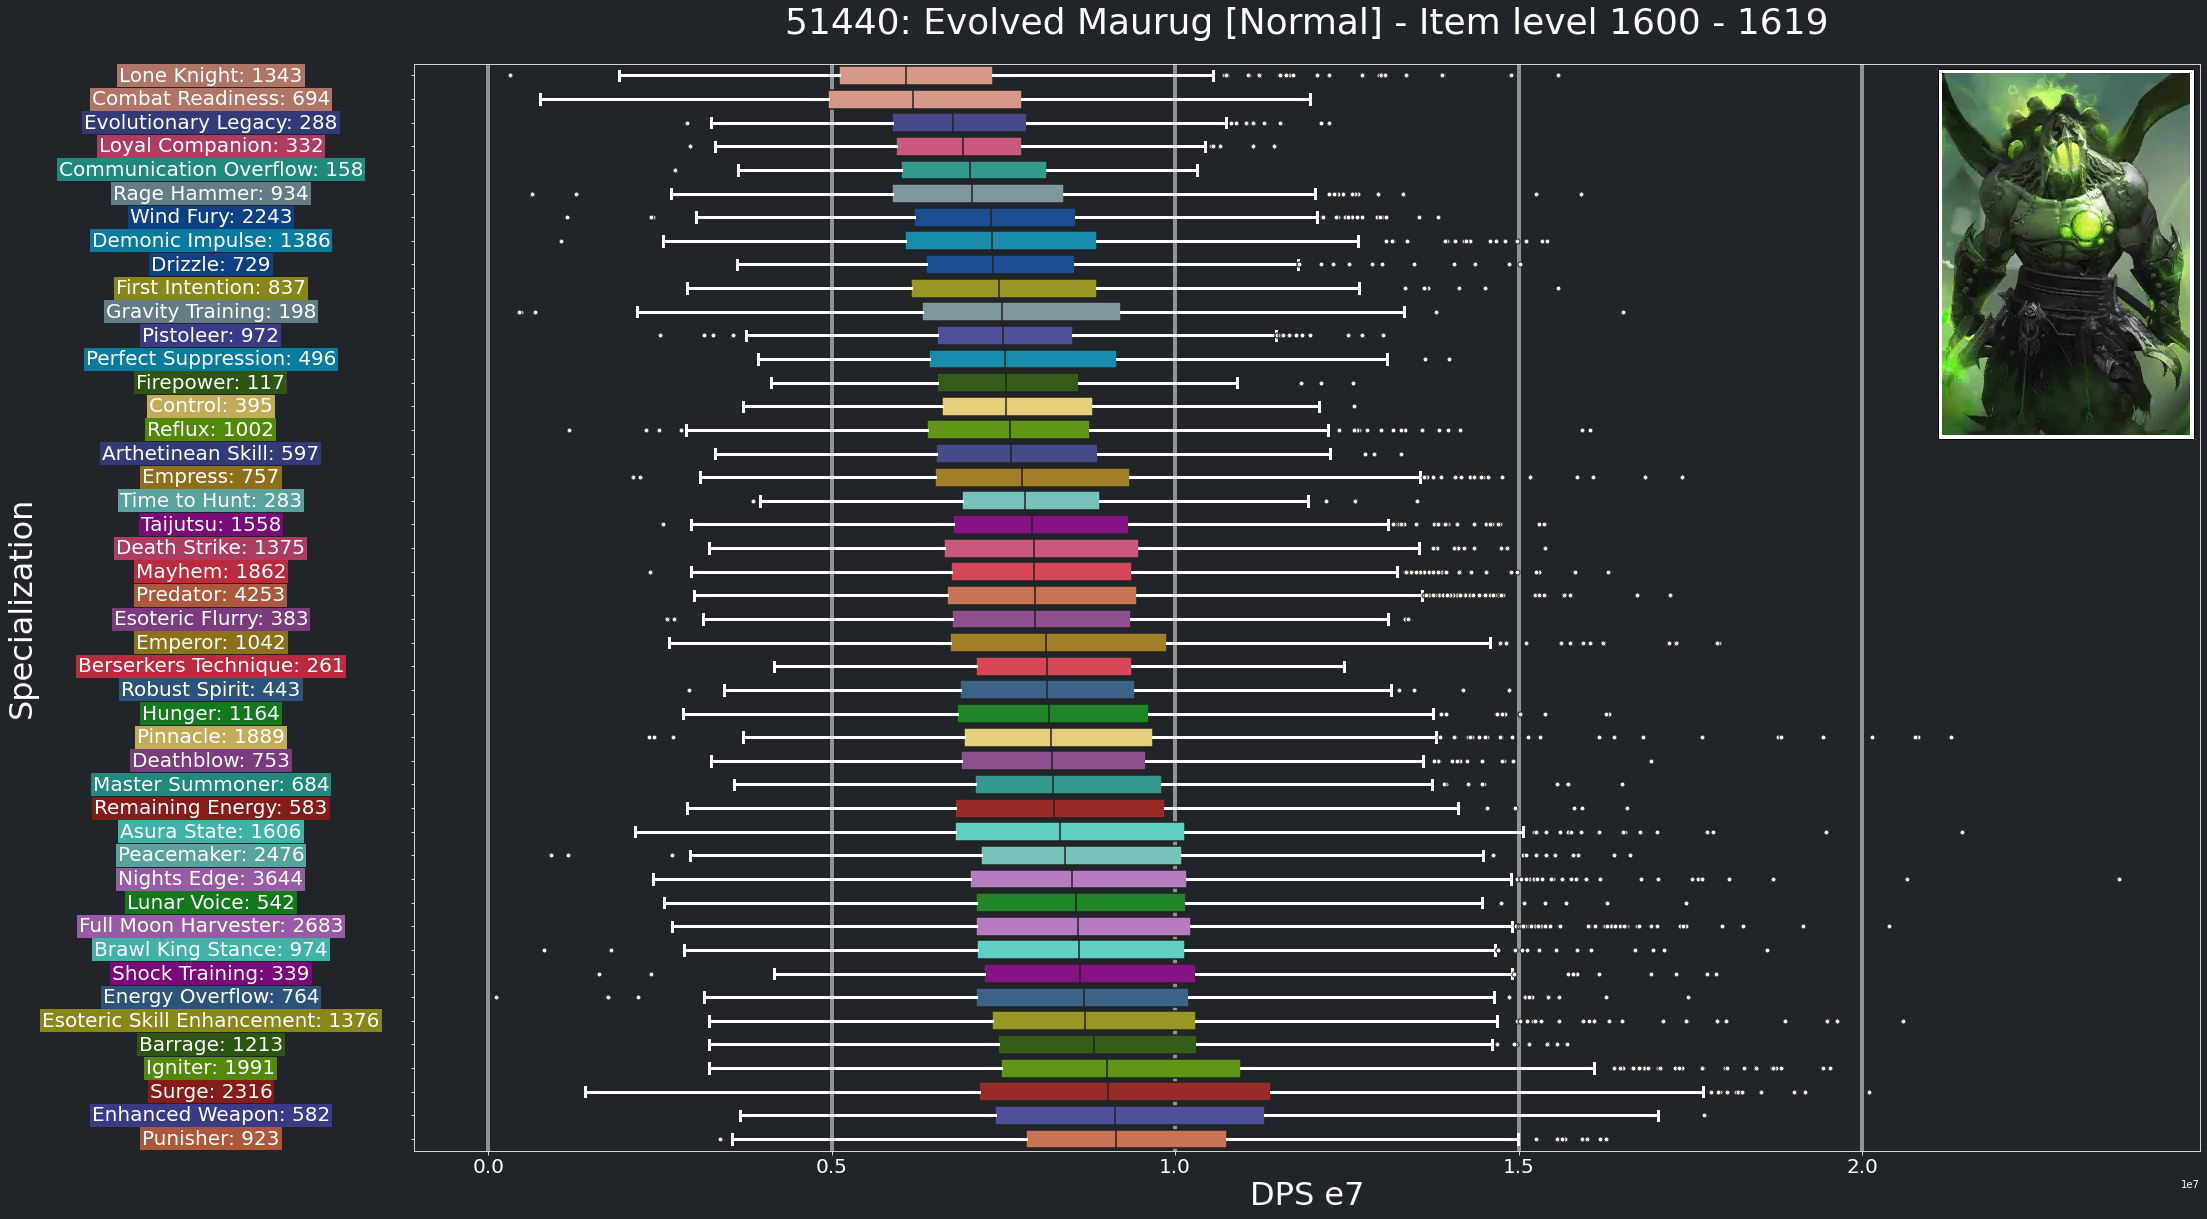 51440: Evolved Maurug [Normal] - Item level 1600 - 1619
Specialization
Lone Knight: 1343
Combat Readiness: 694
Evolutionary Legacy: 288
Loyal Companion: 332
Communication Overflow: 158
Rage Hammer: 934
Wind Fury: 2243
Demonic Impulse: 1386
Drizzle: 729
First Intention: 837
Gravity Training: 198
Pistoleer: 972
Perfect Suppression: 496
Firepower: 117
Control: 395
Reflux: 1002
Arthetinean Skill: 597
Empress: 757
Time to Hunt: 283
Taijutsu: 1558
Death Strike: 1375
Mayhem: 1862
Predator: 4253
Esoteric Flurry: 383
Emperor: 1042
Berserkers Technique: 261
Robust Spirit: 443
Hunger: 1164
Pinnacle: 1889
Deathblow: 753
Master Summoner: 684
Remaining Energy: 583
Asura State: 1606
Peacemaker: 2476
Nights Edge: 3644
Lunar Voice: 542
Full Moon Harvester: 2683
Brawl King Stance: 974
Shock Training: 339
Energy Overflow: 764
Esoteric Skill Enhancement: 1376
Barrage: 1213
Igniter: 1991
Surge: 2316
Enhanced Weapon: 582
Punisher: 923
0.0 0.5 1.0 1.5 2.0
1e7
DPS e7